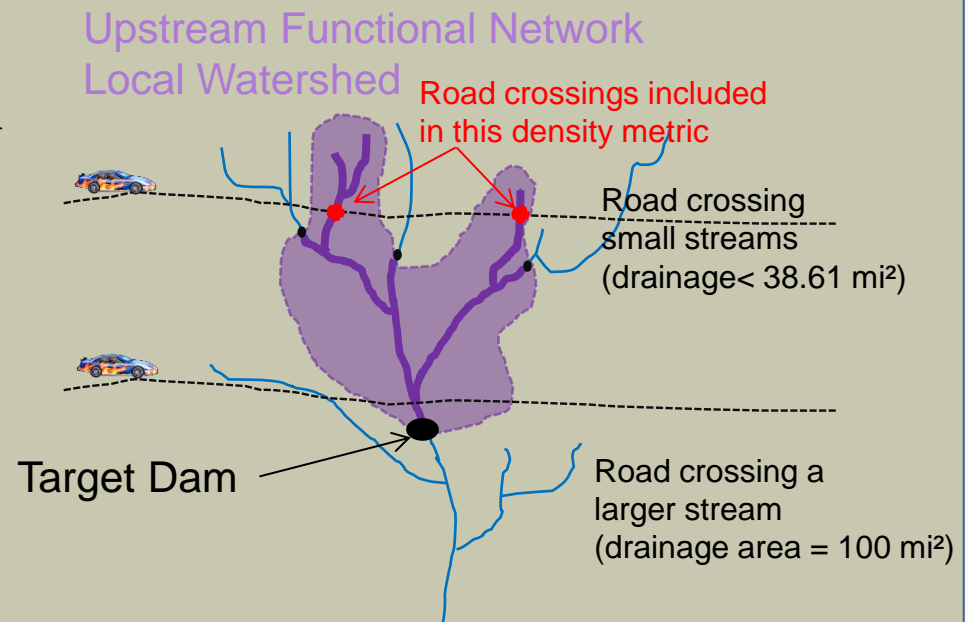 Upstream Functional Network
Local Watershed
Road crossings included
in this density metric
Road crossing
small streams
(drainage< 38.61 mi²)
Target Dam
Road crossing a
larger stream
(drainage area = 100 mi²)